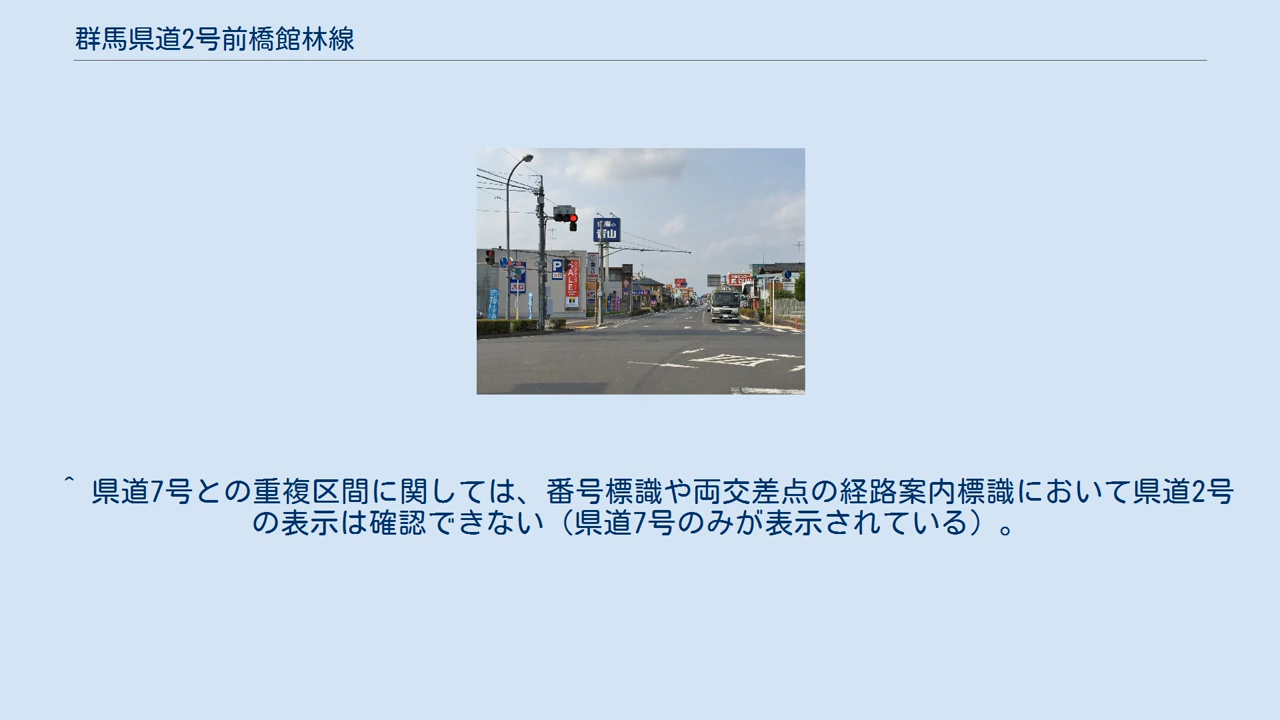 群馬県道2号前橋館林線
青山
P
SALE
^ 県道7号との重複区間に関しては、番号標識や両交差点の経路案内標識において県道2号
の表示は確認できない（県道7号のみが表示されている）。